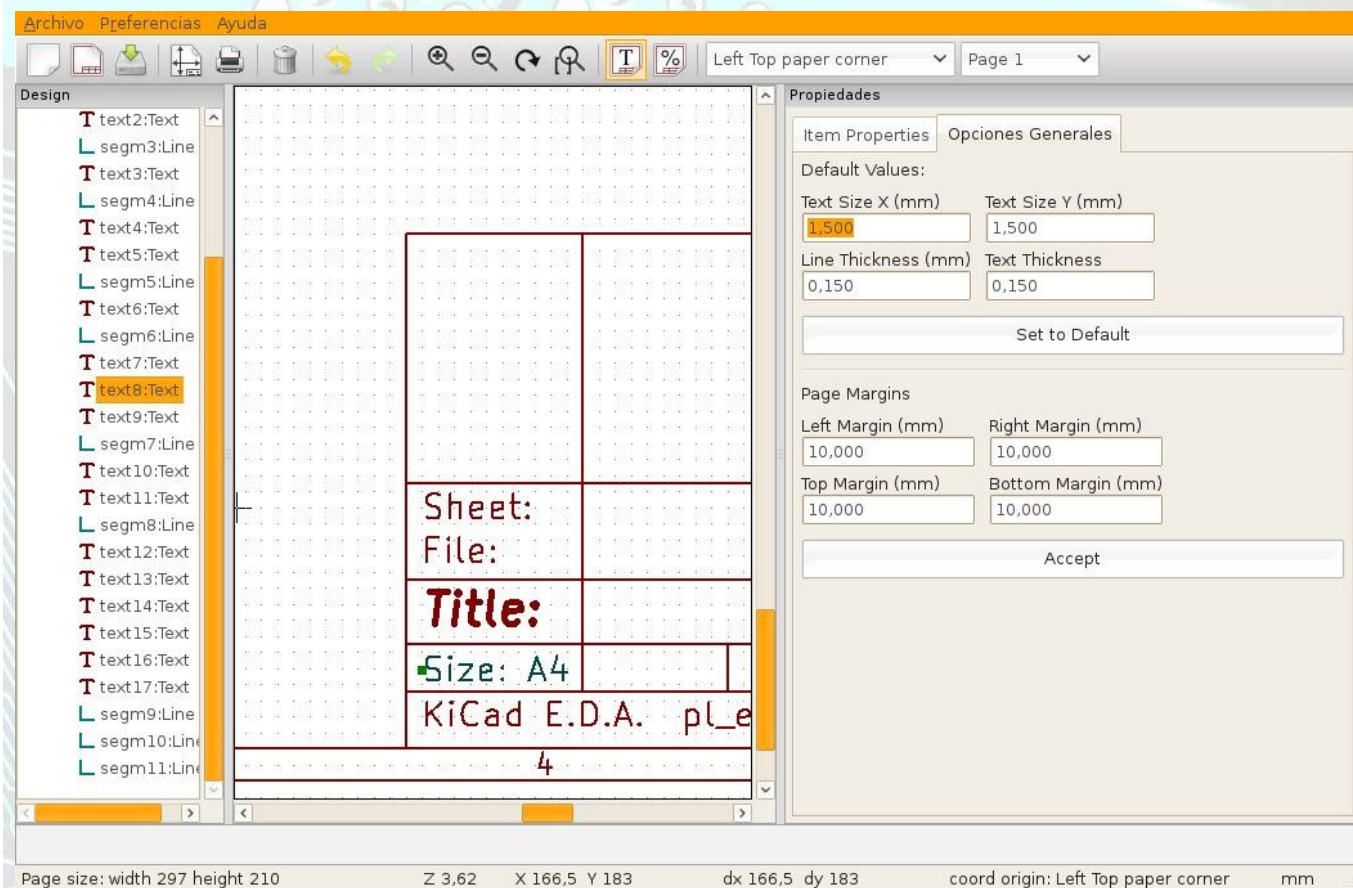 Archivo Preferencias Ayuda
Left Top paper corner
Page 1
Design
text2:Text
segm3:Line
text3:Text
segm4:Line
text4:Text
text5:Text
segm5:Line
text6:Text
segm6:Line
text7:Text
text8:Text
text9:Text
segm7:Line
text10:Text
text11:Text
segm8:Line
text12:Text
text13:Text
text14:Text
text15:Text
text16:Text
text17:Text
segm9:Line
segm10:Line
segm11:Line
Sheet:
File:
Title:
Size: A4
KiCad E.D.A. pl_e
4
Propiedades
Item Properties Opciones Generales
Default Values:
Text Size X (mm) Text Size Y (mm)
1,500 1,500
Line Thickness (mm) Text Thickness
0,150 0,150
Set to Default
Page Margins
Left Margin (mm) Right Margin (mm)
10,000 10,000
Top Margin (mm) Bottom Margin (mm)
10,000 10,000
Accept
Page size: width 297 height 210 Z 3,62 X 166,5 Y 183 dx 166,5 dy 183 coord origin: Left Top paper corner mm